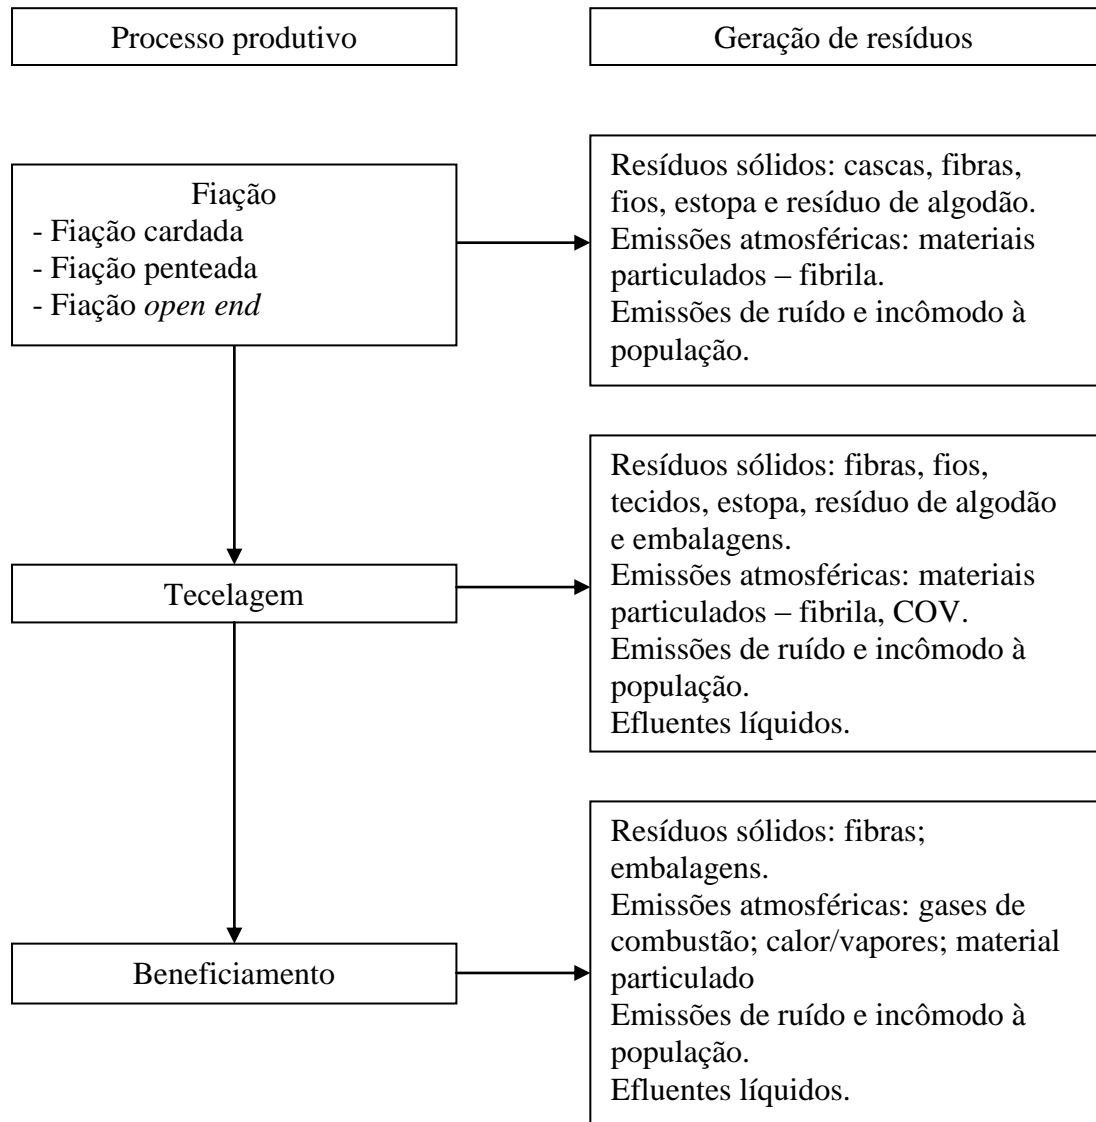 Processo produtivo
Geração de resíduos
Fiação
- Fiação cardada
- Fiação penteada
- Fiação open end
Resíduos sólidos: cascas, fibras,
fios, estopa e resíduo de algodão.
Emissões atmosféricas: materiais
particulados – fibrila.
Emissões de ruído e incômodo à
população.
Tecelagem
Resíduos sólidos: fibras, fios,
tecidos, estopa, resíduo de algodão
e embalagens.
Emissões atmosféricas: materiais
particulados – fibrila, COV.
Emissões de ruído e incômodo à
população.
Efluentes líquidos.
Beneficiamento
Resíduos sólidos: fibras;
embalagens.
Emissões atmosféricas: gases de
combustão; calor/vapores; material
particulado
Emissões de ruído e incômodo à
população.
Efluentes líquidos.